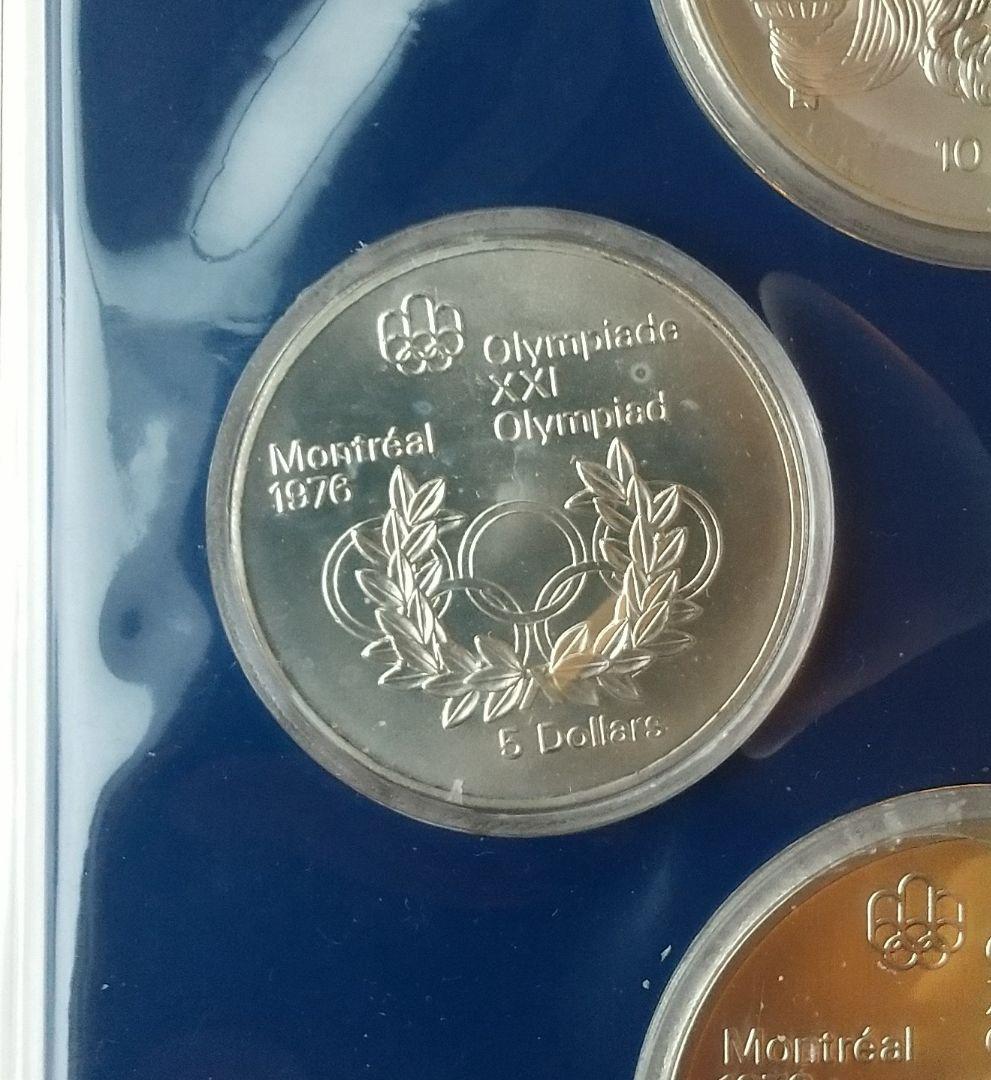 10
Olympiade
XXI
Olympiad
Montréal
1976
5 Dollars
Montréal